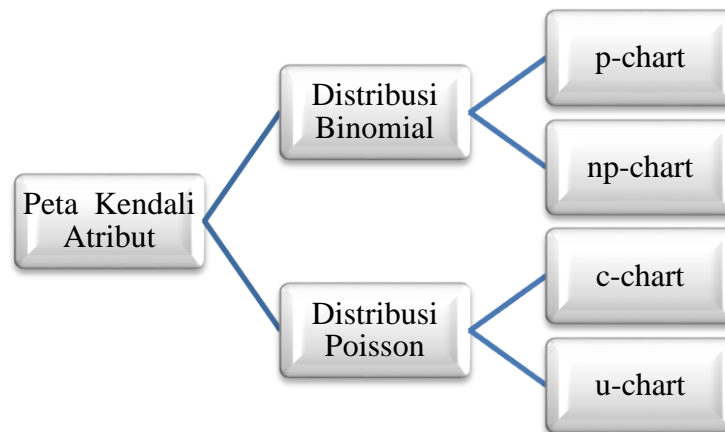 Peta Kendali
Atribut
Distribusi
Binomial
p-chart
np-chart
Distribusi
Poisson
c-chart
u-chart